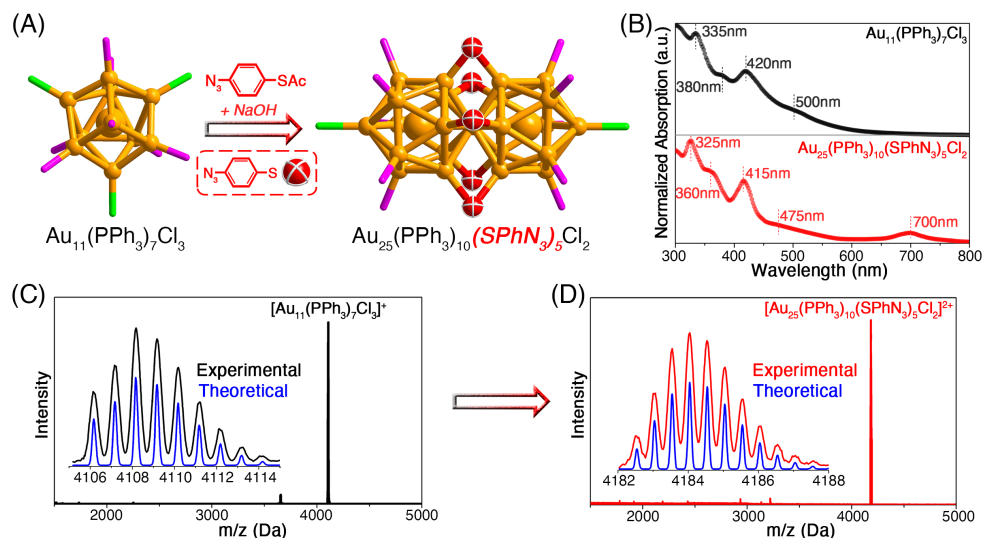 (A)
N₃
SAc
+ NaOH
N₃
S
Au₁₁(PPh₃)₇Cl₃
Au₂₅(PPh₃)₁₀(SPhN₃)₅Cl₂
(B)
Normalized Absorption (a.u.)
335nm
Au₁₁(PPh₃)₇Cl₃
420nm
380nm
500nm
Au₂₅(PPh₃)₁₀(SPhN₃)₅Cl₂
325nm
415nm
360nm
475nm
700nm
300 400 500 600 700 800
Wavelength (nm)
(C)
[Au₁₁(PPh₃)₇Cl₃]⁺
Experimental
Theoretical
Intensity
4106 4108 4110 4112 4114
2000 3000 4000 5000
m/z (Da)
(D)
[Au₂₅(PPh₃)₁₀(SPhN₃)₅Cl₂]²⁺
Experimental
Theoretical
Intensity
4182 4184 4186 4188
2000 3000 4000 5000
m/z (Da)